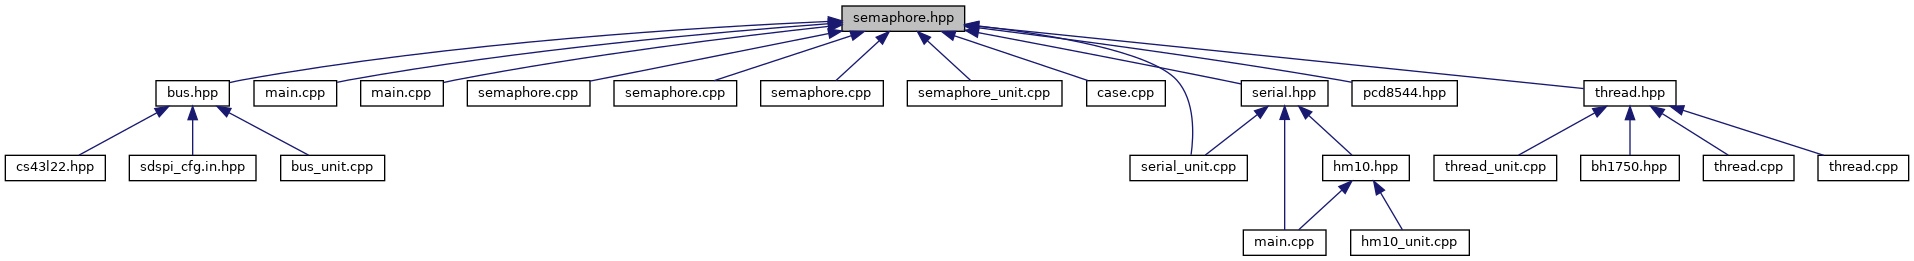 semaphore.hpp
bus.hpp
main.cpp
main.cpp
semaphore.cpp
semaphore.cpp
semaphore.cpp
semaphore_unit.cpp
case.cpp
serial.hpp
pcd8544.hpp
thread.hpp
cs43l22.hpp
sdspi_cfg.in.hpp
bus_unit.cpp
serial_unit.cpp
hm10.hpp
thread_unit.cpp
bh1750.hpp
thread.cpp
thread.cpp
main.cpp
hm10_unit.cpp